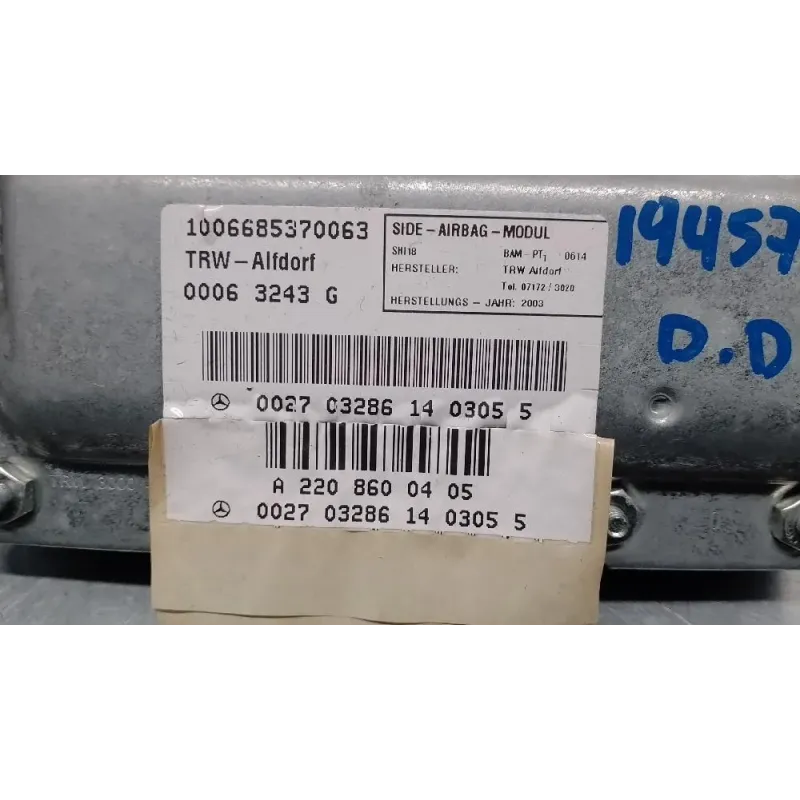 1006685370063
TRW-Alfdorf
0006 3243 G
SIDE-AIRBAG-MODUL
SHI18 BAM-PT₁ 0614
HERSTELLER: TRW Alfdorf
Tel. 07172/3020
HERSTELLUNGS-JAHR: 2003
0027 03286 14 0305 5
A 220 860 04 05
0027 03286 14 0305 5
19457
D.D